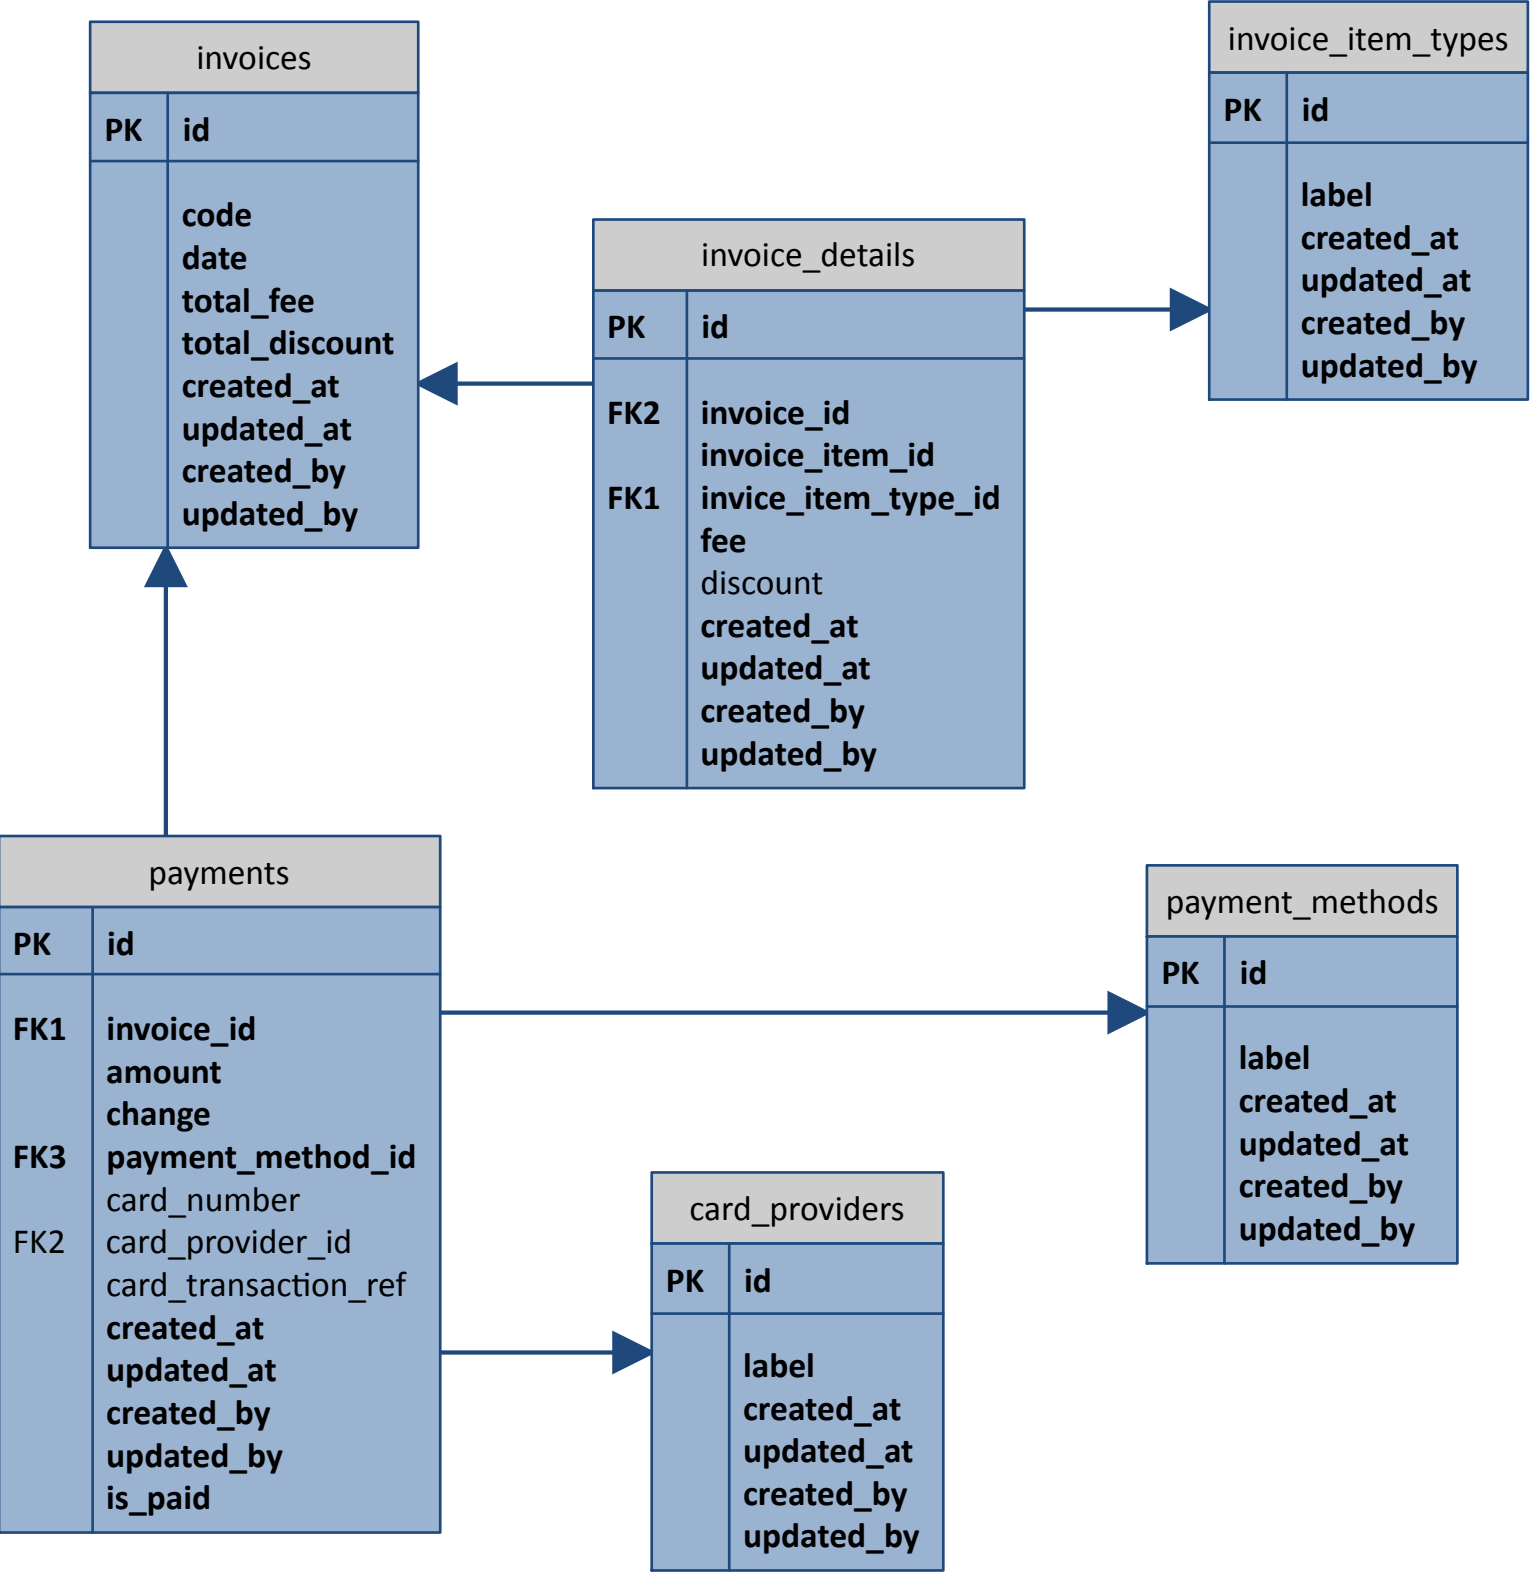 invoices
PK id
code
date
total_fee
total_discount
created_at
updated_at
created_by
updated_by
invoice_details
PK id
FK2 invoice_id
invoice_item_id
FK1 invice_item_type_id
fee
discount
created_at
updated_at
created_by
updated_by
invoice_item_types
PK id
label
created_at
updated_at
created_by
updated_by
payments
PK id
FK1 invoice_id
amount
change
FK3 payment_method_id
card_number
FK2 card_provider_id
card_transaction_ref
created_at
updated_at
created_by
updated_by
is_paid
card_providers
PK id
label
created_at
updated_at
created_by
updated_by
payment_methods
PK id
label
created_at
updated_at
created_by
updated_by